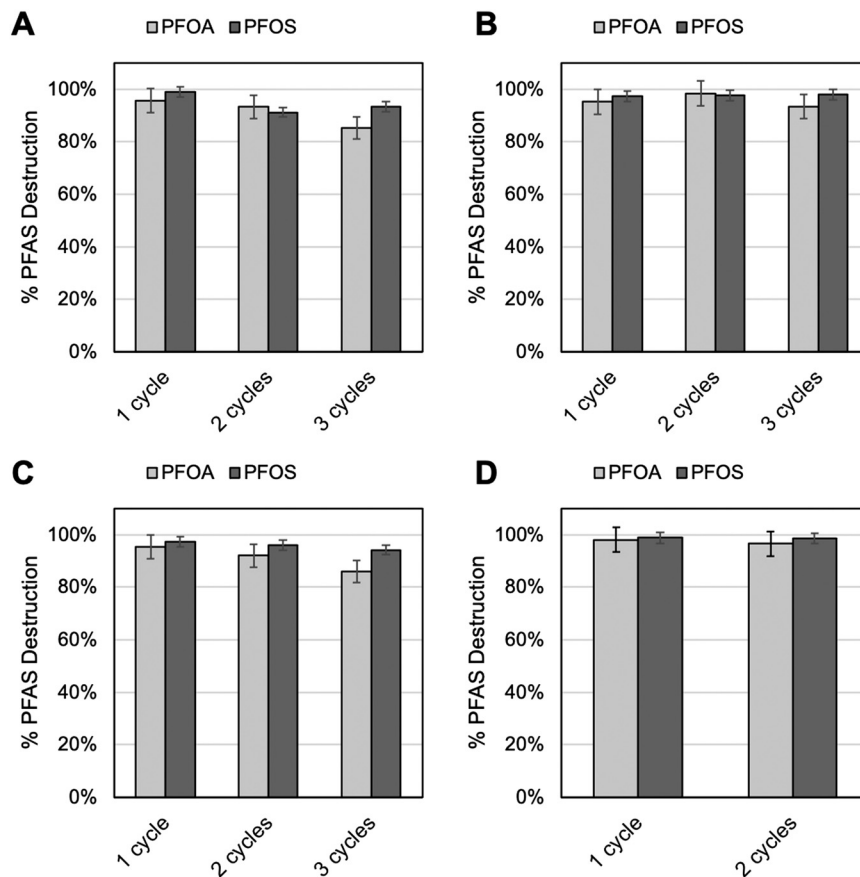 A
PFOA PFOS
% PFAS Destruction
100%
80%
60%
40%
20%
0%
1 cycle
2 cycles
3 cycles
B
PFOA PFOS
% PFAS Destruction
100%
80%
60%
40%
20%
0%
1 cycle
2 cycles
3 cycles
C
PFOA PFOS
% PFAS Destruction
100%
80%
60%
40%
20%
0%
1 cycle
2 cycles
3 cycles
D
PFOA PFOS
% PFAS Destruction
100%
80%
60%
40%
20%
0%
1 cycle
2 cycles